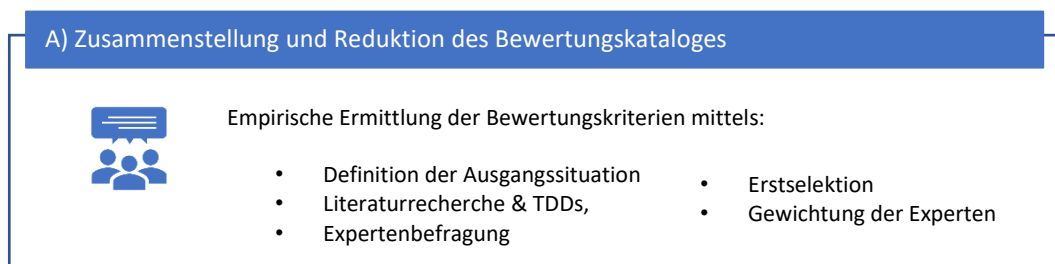 A) Zusammenstellung und Reduktion des Bewertungskataloges
Empirische Ermittlung der Bewertungskriterien mittels:
• Definition der Ausgangssituation
• Literaturrecherche & TDDs,
• Expertenbefragung
• Erstselektion
• Gewichtung der Experten